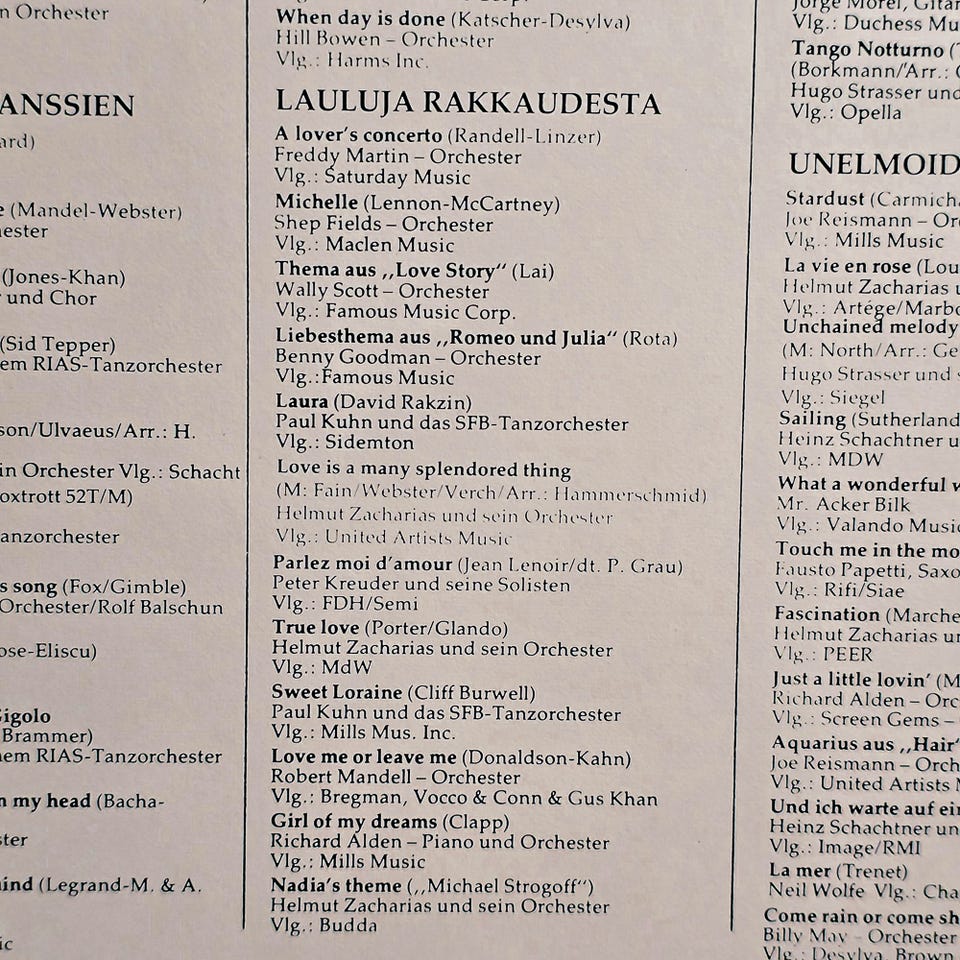 n Orchester
ANSSIEN
ard)
e (Mandel-Webster)
ester
(Jones-Khan)
und Chor
(Sid Tepper)
em RIAS-Tanzorchester
son/Ulvaeus/Arr.: H.
in Orchester Vlg.: Schacht
oxtrott 52T/M)
anzorchester
s song (Fox/Gimble)
Orchester/Rolf Balschun
ose-Eliscu)
Gigolo
Brammer)
nem RIAS-Tanzorchester
n my head (Bacha-
ster
ind (Legrand-M. & A.
ic
When day is done (Katscher-Desylva)
Hill Bowen – Orchester
Vlg.: Harms Inc.
LAULUJA RAKKAUDESTA
A lover's concerto (Randell-Linzer)
Freddy Martin – Orchester
Vlg.: Saturday Music
Michelle (Lennon-McCartney)
Shep Fields – Orchester
Vlg.: Maclen Music
Thema aus ,,Love Story" (Lai)
Wally Scott – Orchester
Vlg.: Famous Music Corp.
Liebesthema aus ,,Romeo und Julia" (Rota)
Benny Goodman – Orchester
Vlg.:Famous Music
Laura (David Rakzin)
Paul Kuhn und das SFB-Tanzorchester
Vlg.: Sidemton
Love is a many splendored thing
(M: Fain/Webster/Verch/Arr.: Hammerschmid)
Helmut Zacharias und sein Orchester
Vlg.: United Artists Music
Parlez moi d'amour (Jean Lenoir/dt. P. Grau)
Peter Kreuder und seine Solisten
Vlg.: FDH/Semi
True love (Porter/Glando)
Helmut Zacharias und sein Orchester
Vlg.: MdW
Sweet Loraine (Cliff Burwell)
Paul Kuhn und das SFB-Tanzorchester
Vlg.: Mills Mus. Inc.
Love me or leave me (Donaldson-Kahn)
Robert Mandell – Orchester
Vlg.: Bregman, Vocco & Conn & Gus Khan
Girl of my dreams (Clapp)
Richard Alden – Piano und Orchester
Vlg.: Mills Music
Nadia's theme (,,Michael Strogoff")
Helmut Zacharias und sein Orchester
Vlg.: Budda
Jorge Morel, Gitar
Vlg.: Duchess Mu
Tango Notturno (
(Borkmann/Arr.:
Hugo Strasser und
Vlg.: Opella
UNELMOID
Stardust (Carmicha
Joe Reismann – Or
Vlg.: Mills Music
La vie en rose (Lou
Helmut Zacharias u
Vlg.: Artége/Marbo
Unchained melody
(M: North/Arr.: Ge
Hugo Strasser und s
Vlg.: Siegel
Sailing (Sutherland
Heinz Schachtner u
Vlg.: MDW
What a wonderful w
Mr. Acker Bilk
Vlg.: Valando Music
Touch me in the mo
Fausto Papetti, Saxo
Vlg.: Rifi/Siae
Fascination (Marche
Helmut Zacharias un
Vlg.: PEER
Just a little lovin' (M
Richard Alden – Orc
Vlg.: Screen Gems –
Aquarius aus ,,Hair"
Joe Reismann – Orch
Vlg.: United Artists M
Und ich warte auf ein
Heinz Schachtner un
Vlg.: Image/RMI
La mer (Trenet)
Neil Wolfe Vlg.: Cha
Come rain or come sh
Billy May – Orchester
Vlg.: Desylva, Brown